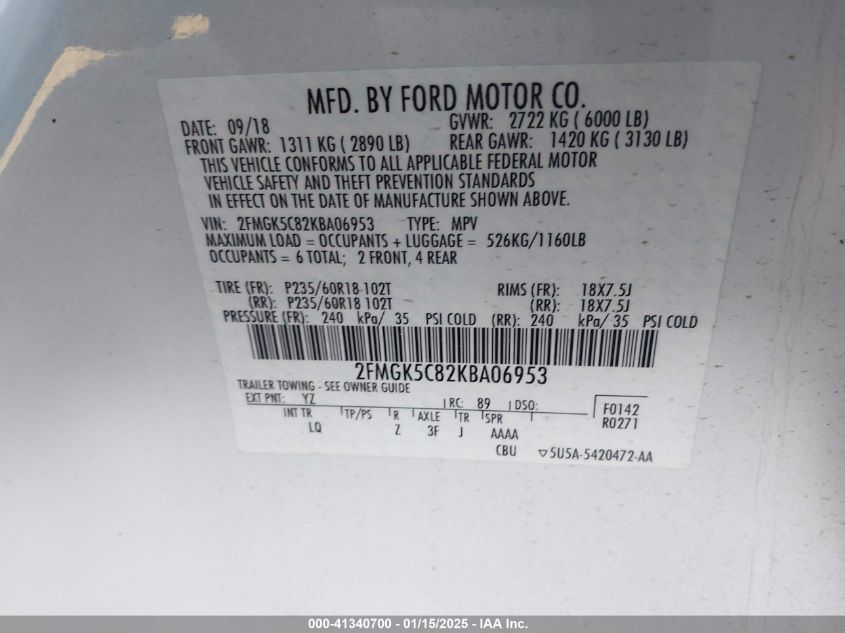 MFD. BY FORD MOTOR CO.
DATE: 09/18 GVWR: 2722 KG ( 6000 LB)
FRONT GAWR: 1311 KG ( 2890 LB) REAR GAWR: 1420 KG ( 3130 LB)
THIS VEHICLE CONFORMS TO ALL APPLICABLE FEDERAL MOTOR
VEHICLE SAFETY AND THEFT PREVENTION STANDARDS
IN EFFECT ON THE DATE OF MANUFACTURE SHOWN ABOVE.
VIN: 2FMGK5C82KBA06953 TYPE: MPV
MAXIMUM LOAD = OCCUPANTS + LUGGAGE = 526KG/1160LB
OCCUPANTS = 6 TOTAL; 2 FRONT, 4 REAR
TIRE (FR): P235/60R18 102T RIMS (FR): 18X7.5J
(RR): P235/60R18 102T (RR): 18X7.5J
PRESSURE (FR): 240 kPa/ 35 PSI COLD (RR): 240 kPa/ 35 PSI COLD
2FMGK5C82KBA06953
TRAILER TOWING - SEE OWNER GUIDE
EXT PNT: YZ RC: 89 DSO: F0142
INT TR TP/PS R AXLE TR SPR R0271
LQ Z 3F J AAAA
CBU ▽5U5A-5420472-AA
000-41340700 - 01/15/2025 - IAA Inc.